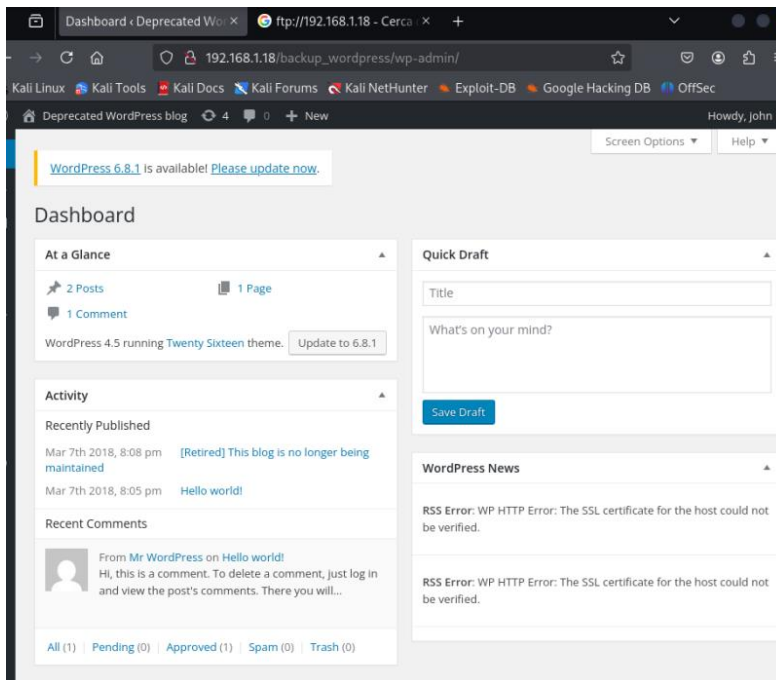 Dashboard ‹ Deprecated Wor
ftp://192.168.1.18 - Cerca
192.168.1.18/backup_wordpress/wp-admin/
Kali Linux Kali Tools Kali Docs Kali Forums Kali NetHunter Exploit-DB Google Hacking DB OffSec
Deprecated WordPress blog 4 0 + New Howdy, john
Screen Options Help
WordPress 6.8.1 is available! Please update now.
Dashboard
At a Glance
2 Posts 1 Page
1 Comment
WordPress 4.5 running Twenty Sixteen theme. Update to 6.8.1
Activity
Recently Published
Mar 7th 2018, 8:08 pm [Retired] This blog is no longer being
maintained
Mar 7th 2018, 8:05 pm Hello world!
Recent Comments
From Mr WordPress on Hello world!
Hi, this is a comment. To delete a comment, just log in
and view the post's comments. There you will...
All (1) | Pending (0) | Approved (1) | Spam (0) | Trash (0)
Quick Draft
Title
What's on your mind?
Save Draft
WordPress News
RSS Error: WP HTTP Error: The SSL certificate for the host could not
be verified.
RSS Error: WP HTTP Error: The SSL certificate for the host could not
be verified.